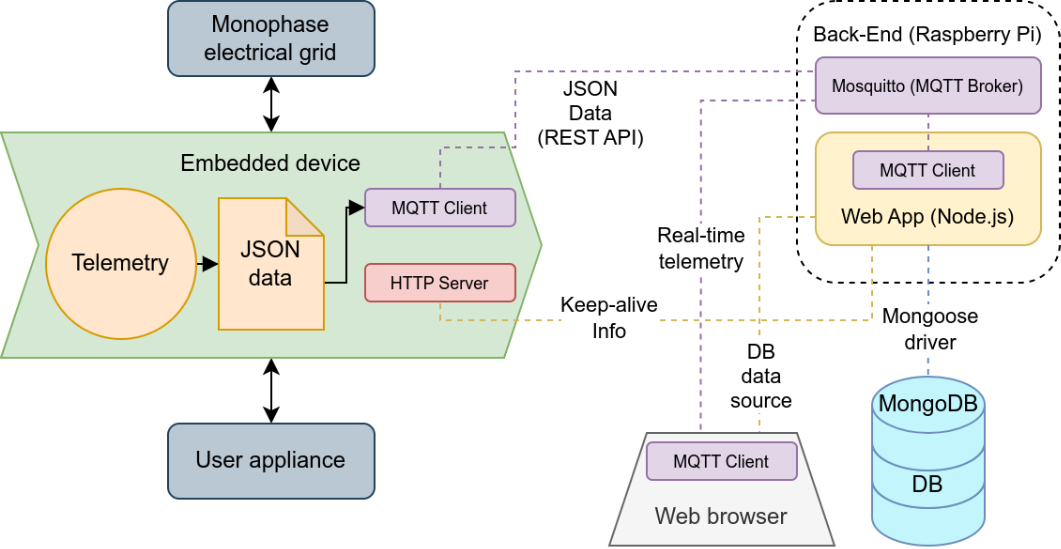 Monophase
electrical grid
Back-End (Raspberry Pi)
Mosquitto (MQTT Broker)
JSON
Data
(REST API)
Embedded device
MQTT Client
Web App (Node.js)
MQTT Client
Telemetry
JSON
data
HTTP Server
Real-time
telemetry
Keep-alive
Info
Mongoose
driver
DB
data
source
MongoDB
DB
User appliance
MQTT Client
Web browser